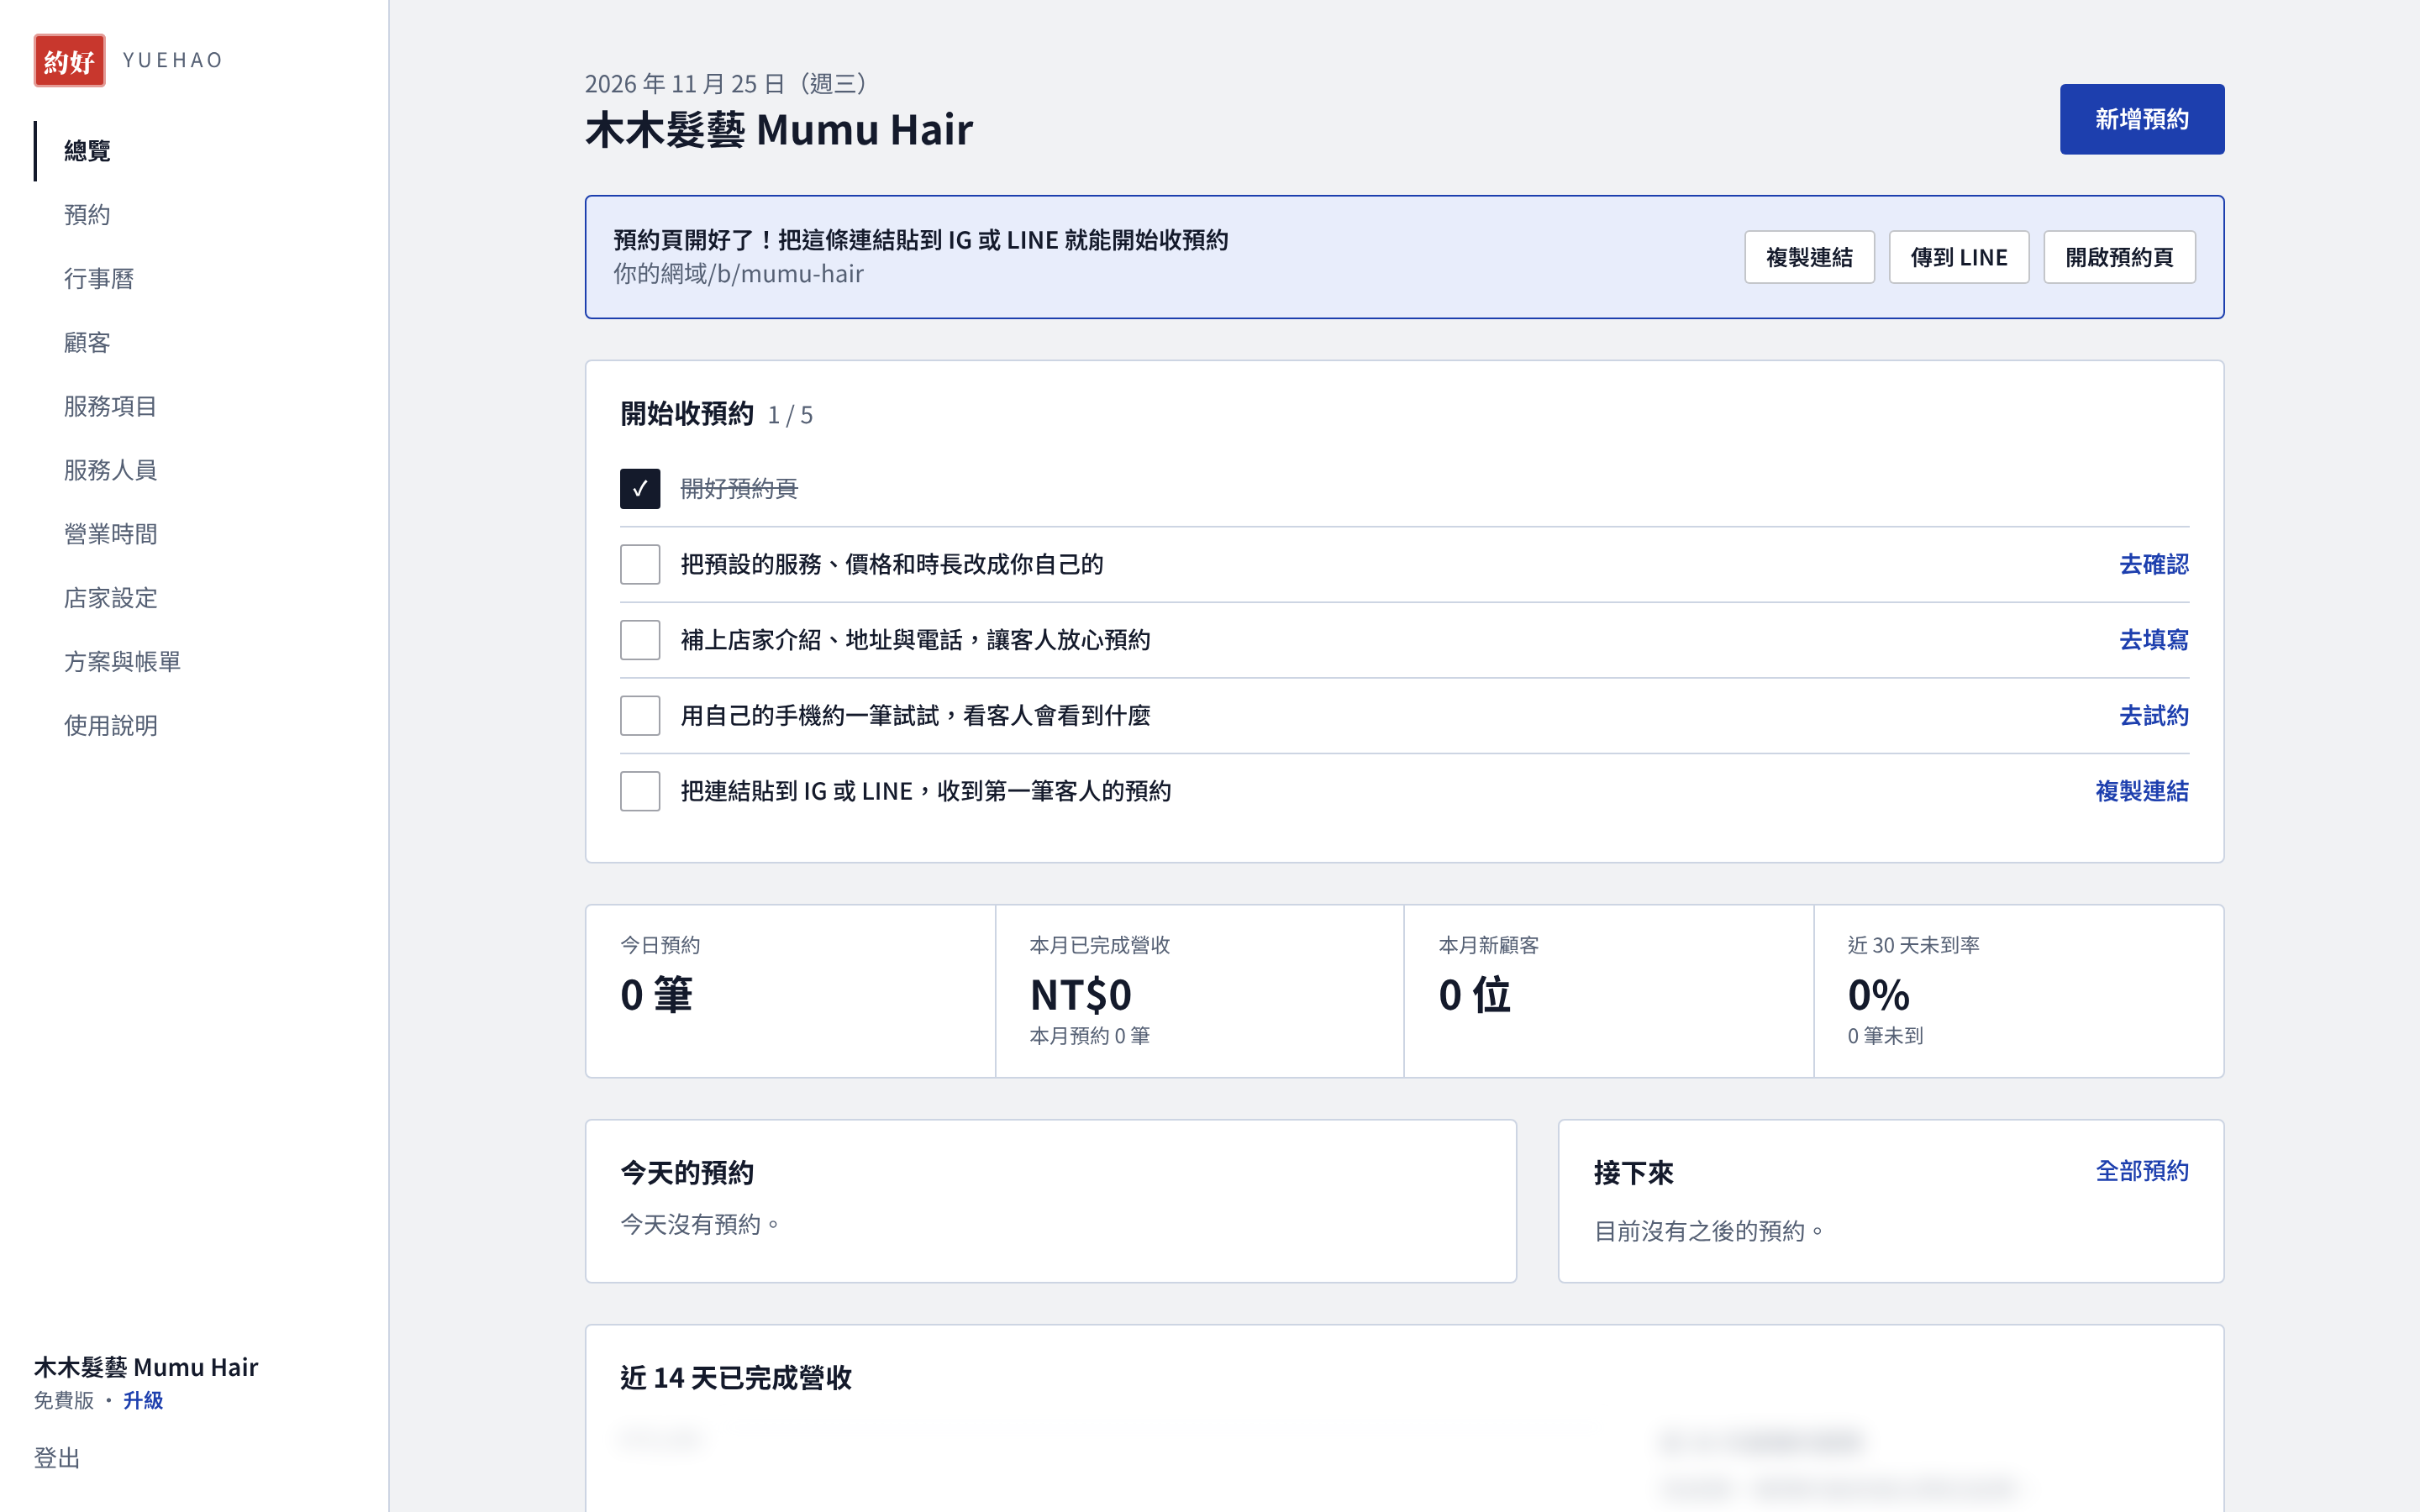 約好 YUEHAO
總覽
預約
行事曆
顧客
服務項目
服務人員
營業時間
店家設定
方案與帳單
使用說明
木木髮藝 Mumu Hair
免費版・升級
登出
2026 年 11 月 25 日（週三）
木木髮藝 Mumu Hair
新增預約
預約頁開好了！把這條連結貼到 IG 或 LINE 就能開始收預約
你的網域/b/mumu-hair
複製連結 傳到 LINE 開啟預約頁
開始收預約 1 / 5
✓ 開好預約頁
把預設的服務、價格和時長改成你自己的 去確認
補上店家介紹、地址與電話，讓客人放心預約 去填寫
用自己的手機約一筆試試，看客人會看到什麼 去試約
把連結貼到 IG 或 LINE，收到第一筆客人的預約 複製連結
今日預約
0 筆
本月已完成營收
NT$0
本月預約 0 筆
本月新顧客
0 位
近 30 天未到率
0%
0 筆未到
今天的預約
今天沒有預約。
接下來 全部預約
目前沒有之後的預約。
近 14 天已完成營收